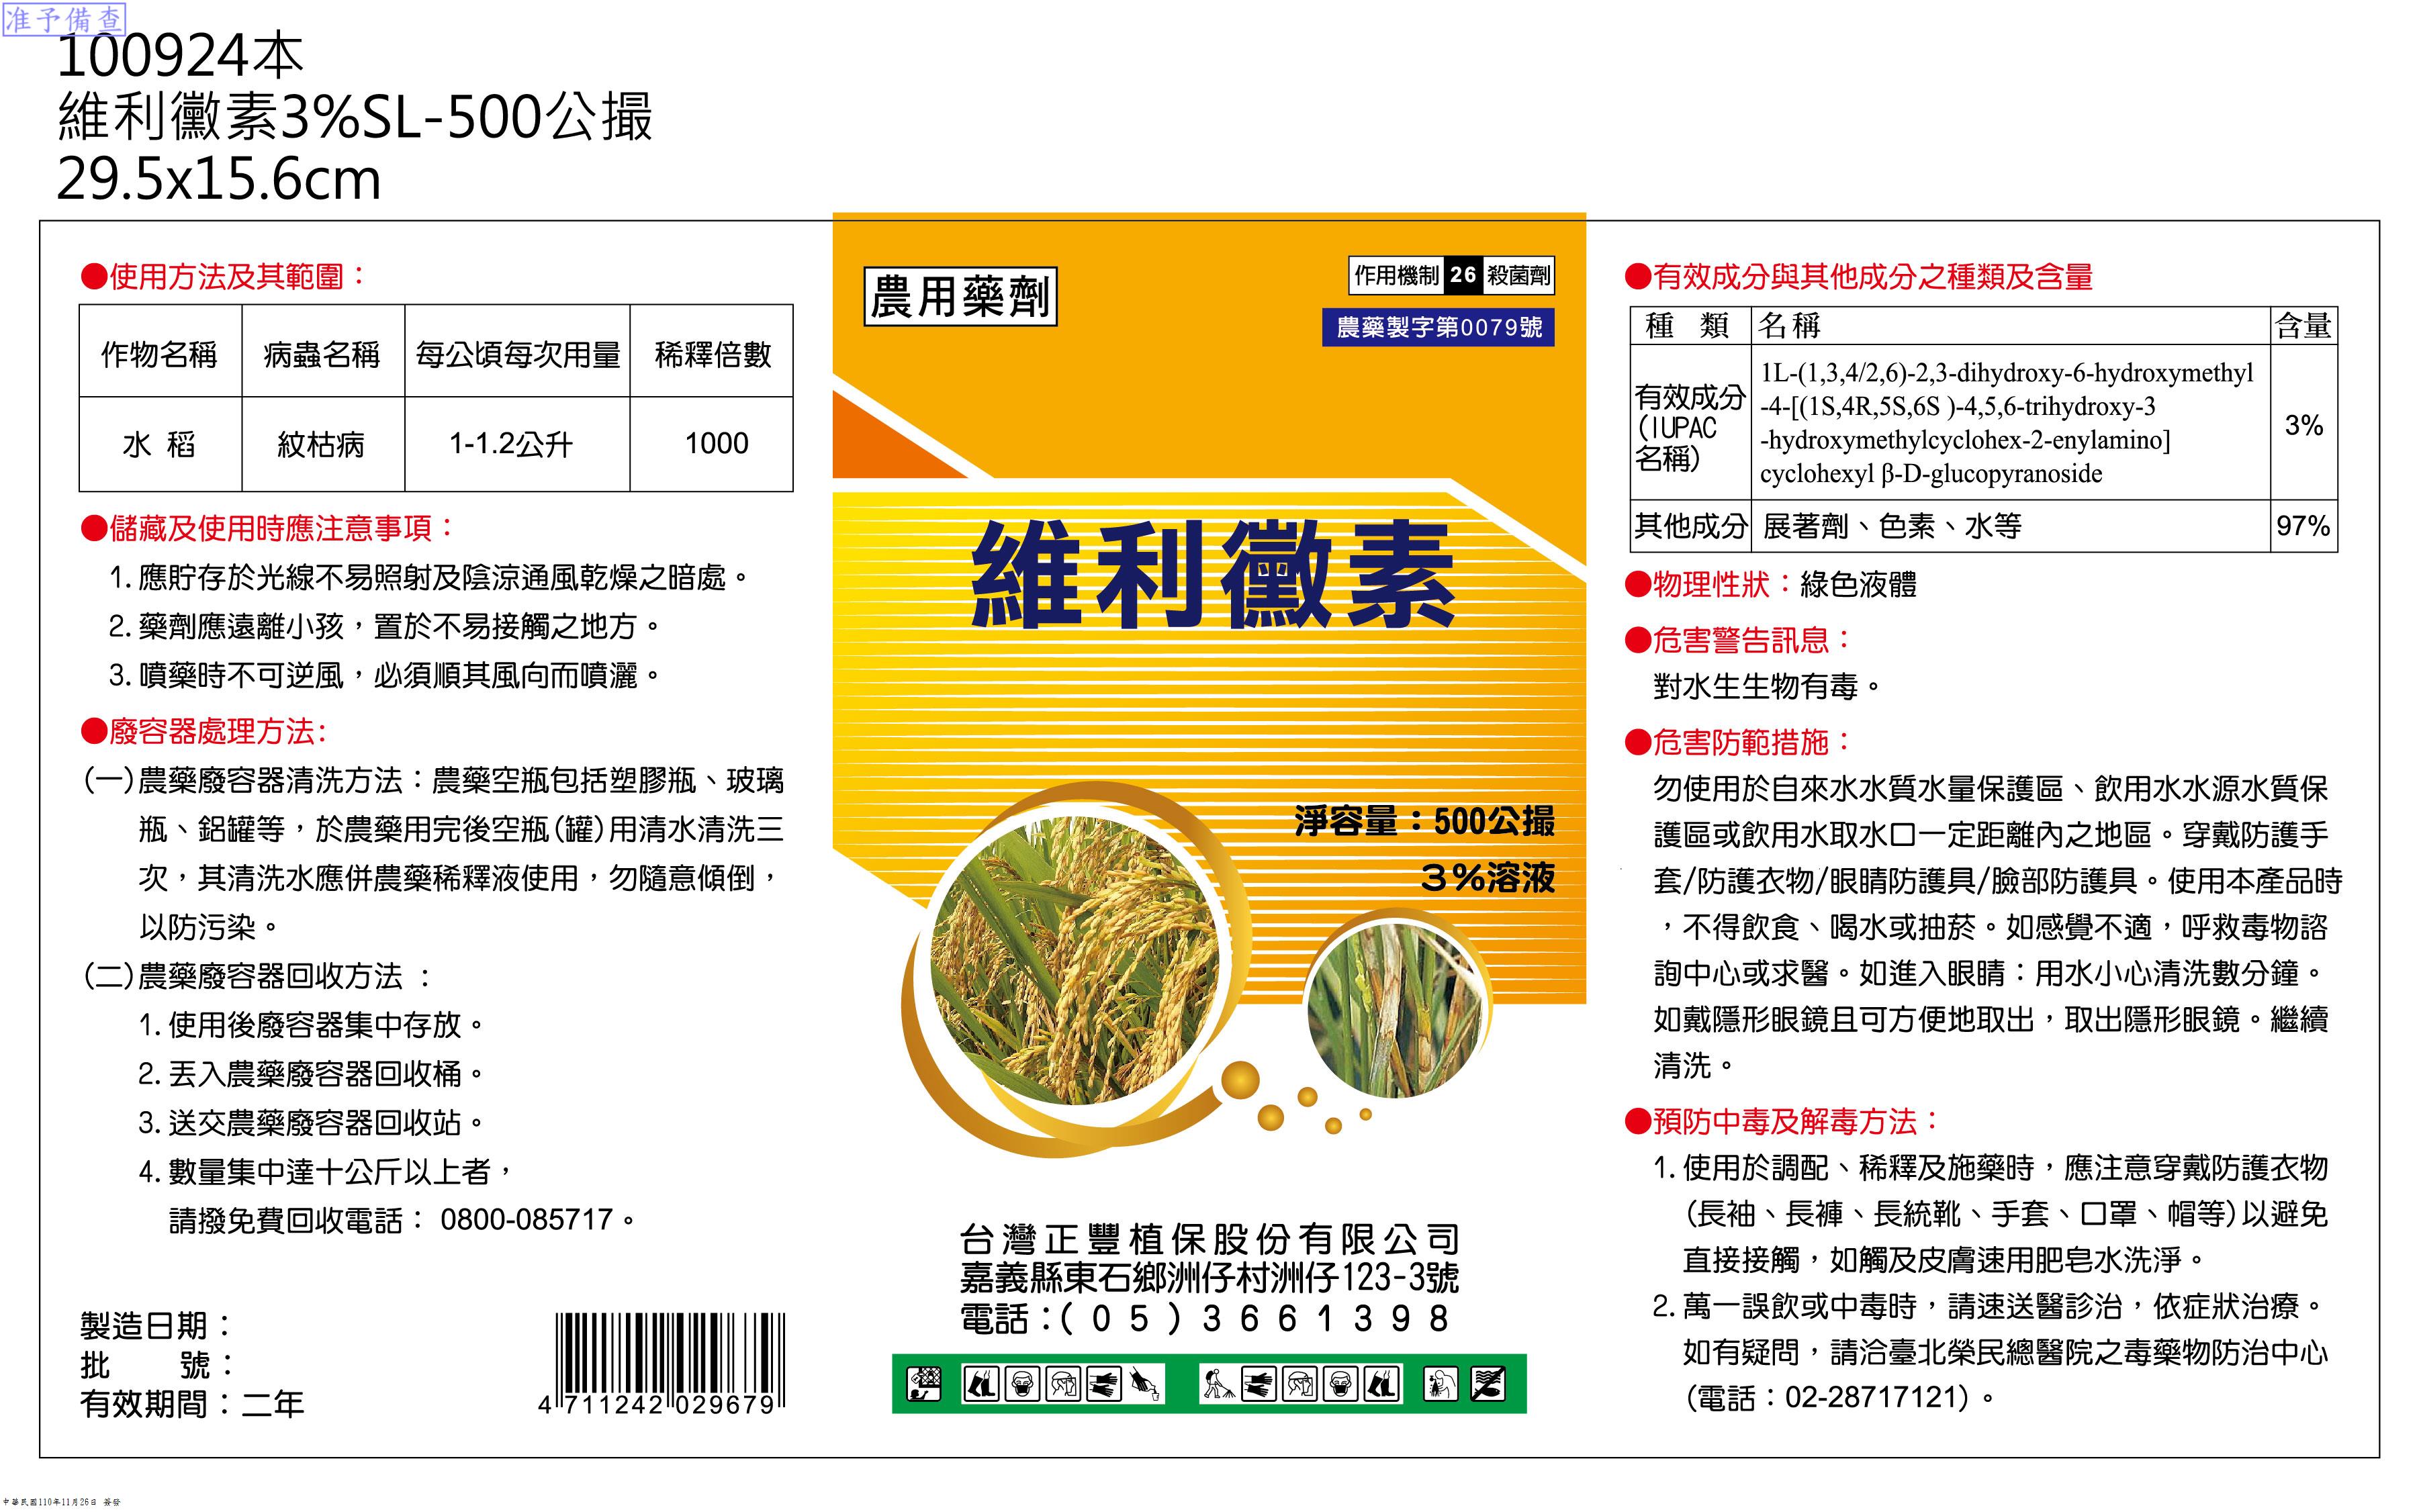 准予備查
100924本
維利黴素3%SL-500公撮
29.5x15.6cm
●使用方法及其範圍：
作物名稱 病蟲名稱 每公頃每次用量 稀釋倍數
水 稻 紋枯病 1-1.2公升 1000
●儲藏及使用時應注意事項：
1. 應貯存於光線不易照射及陰涼通風乾燥之暗處。
2. 藥劑應遠離小孩，置於不易接觸之地方。
3. 噴藥時不可逆風，必須順其風向而噴灑。
●廢容器處理方法:
(一)農藥廢容器清洗方法：農藥空瓶包括塑膠瓶、玻璃
瓶、鋁罐等，於農藥用完後空瓶(罐)用清水清洗三
次，其清洗水應併農藥稀釋液使用，勿隨意傾倒，
以防污染。
(二)農藥廢容器回收方法 ：
1. 使用後廢容器集中存放。
2. 丟入農藥廢容器回收桶。
3. 送交農藥廢容器回收站。
4. 數量集中達十公斤以上者，
請撥免費回收電話： 0800-085717。
製造日期：
批 號：
有效期間：二年
4 711242 029679
農用藥劑
作用機制 26 殺菌劑
農藥製字第0079號
維利黴素
淨容量：500公撮
3%溶液
台灣正豐植保股份有限公司
嘉義縣東石鄉洲仔村洲仔123-3號
電話：(05)3661398
●有效成分與其他成分之種類及含量
種 類 名稱 含量
有效成分
(IUPAC
名稱)
1L-(1,3,4/2,6)-2,3-dihydroxy-6-hydroxymethyl
-4-[(1S,4R,5S,6S )-4,5,6-trihydroxy-3
-hydroxymethylcyclohex-2-enylamino]
cyclohexyl β-D-glucopyranoside
3%
其他成分 展著劑、色素、水等 97%
●物理性狀：綠色液體
●危害警告訊息：
對水生生物有毒。
●危害防範措施：
勿使用於自來水水質水量保護區、飲用水水源水質保
護區或飲用水取水口一定距離內之地區。穿戴防護手
套/防護衣物/眼睛防護具/臉部防護具。使用本產品時
，不得飲食、喝水或抽菸。如感覺不適，呼救毒物諮
詢中心或求醫。如進入眼睛：用水小心清洗數分鐘。
如戴隱形眼鏡且可方便地取出，取出隱形眼鏡。繼續
清洗。
●預防中毒及解毒方法：
1. 使用於調配、稀釋及施藥時，應注意穿戴防護衣物
(長袖、長褲、長統靴、手套、口罩、帽等)以避免
直接接觸，如觸及皮膚速用肥皂水洗淨。
2. 萬一誤飲或中毒時，請速送醫診治，依症狀治療。
如有疑問，請洽臺北榮民總醫院之毒藥物防治中心
(電話：02-28717121)。
中華民國110年11月26日 簽發